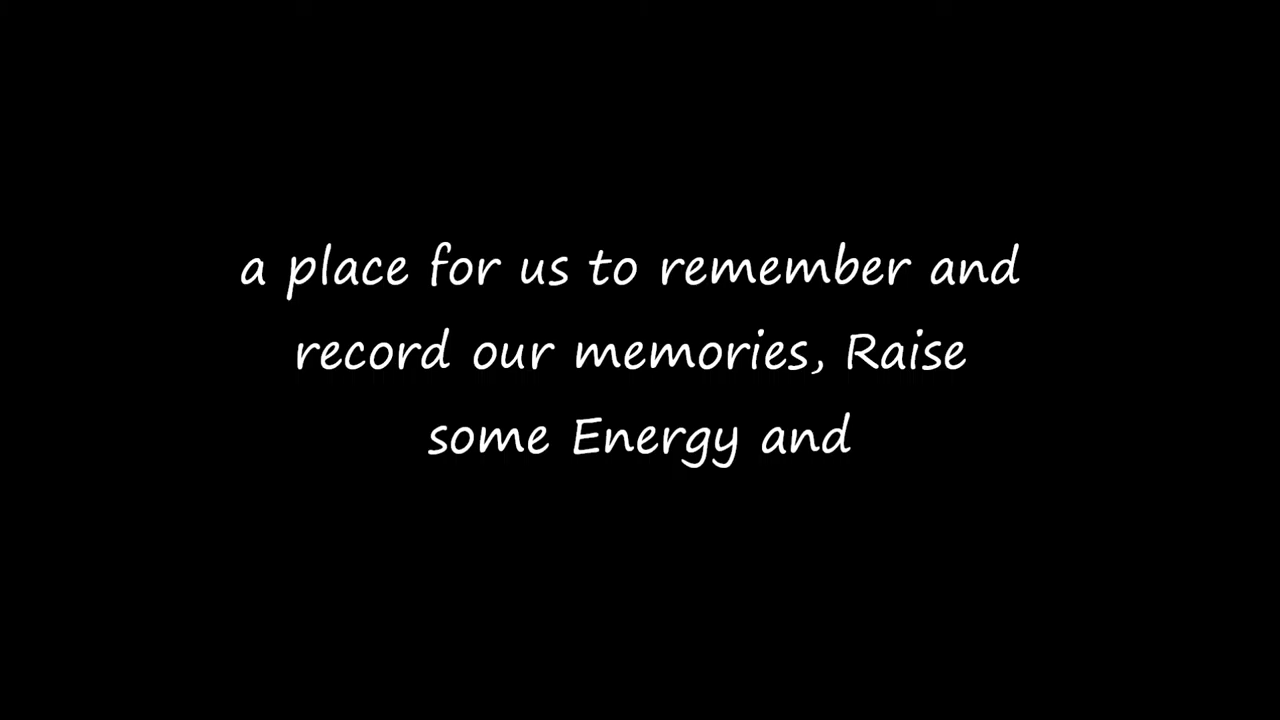 a place for us to remember and
record our memories, Raise
some Energy and